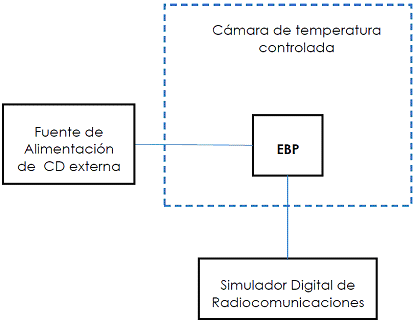 Cámara de temperatura
controlada
Fuente de
Alimentación
de CD externa
EBP
Simulador Digital de
Radiocomunicaciones